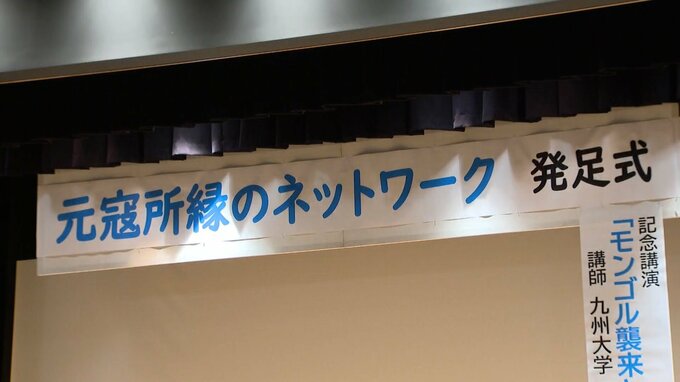 元寇所縁のネットワーク 発足式
記念講演
「モンゴル襲来
講師 九州大学